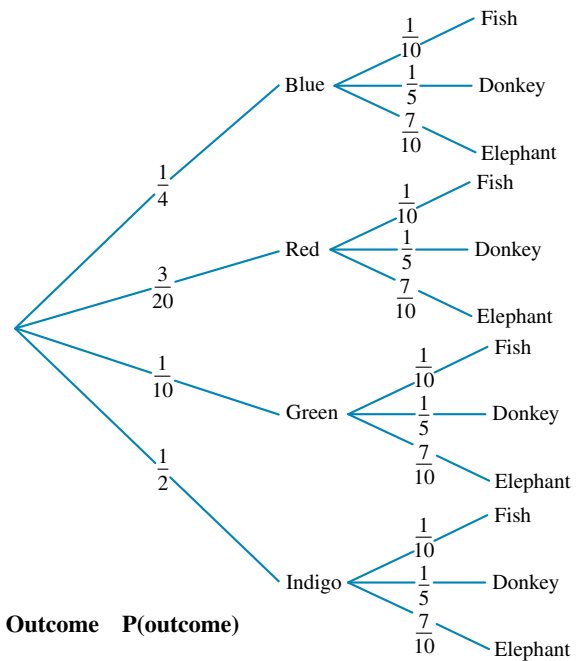 1/10 Fish
Blue 1/5 Donkey
7/10 Elephant
1/4
1/10 Fish
Red 1/5 Donkey
3/20
7/10 Elephant
1/10 Fish
1/10
Green 1/5 Donkey
1/2
7/10 Elephant
1/10 Fish
Indigo 1/5 Donkey
Outcome P(outcome)
7/10 Elephant